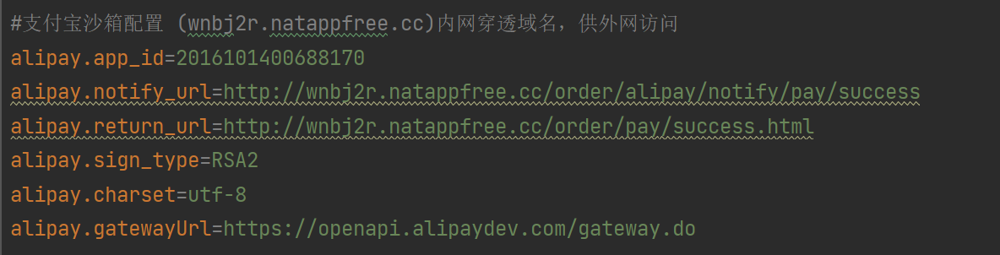 #支付宝沙箱配置 (wnbj2r.natappfree.cc)内网穿透域名，供外网访问
alipay.app_id=2016101400688170
alipay.notify_url=http://wnbj2r.natappfree.cc/order/alipay/notify/pay/success
alipay.return_url=http://wnbj2r.natappfree.cc/order/pay/success.html
alipay.sign_type=RSA2
alipay.charset=utf-8
alipay.gatewayUrl=https://openapi.alipaydev.com/gateway.do